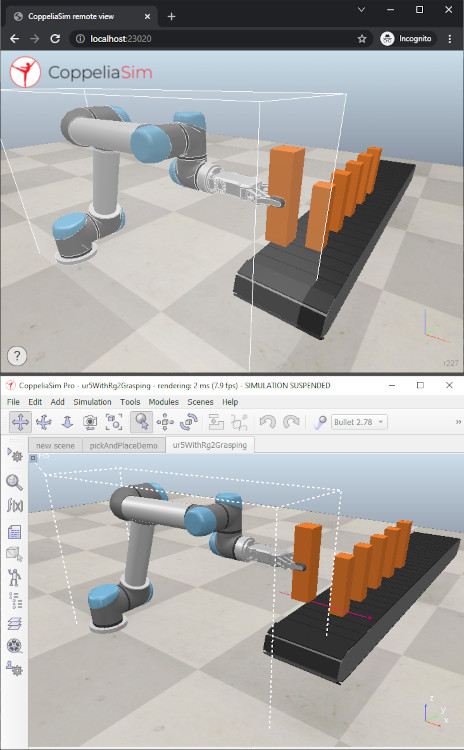 CoppeliaSim remote view
localhost:23020
Incognito
CoppeliaSim
?
r227
CoppeliaSim Pro - ur5WithRg2Grasping - rendering: 2 ms (7.9 fps) - SIMULATION SUSPENDED
File Edit Add Simulation Tools Modules Scenes Help
Bullet 2.78
new scene
pickAndPlaceDemo
ur5WithRg2Grasping
f(x)
z
y
x